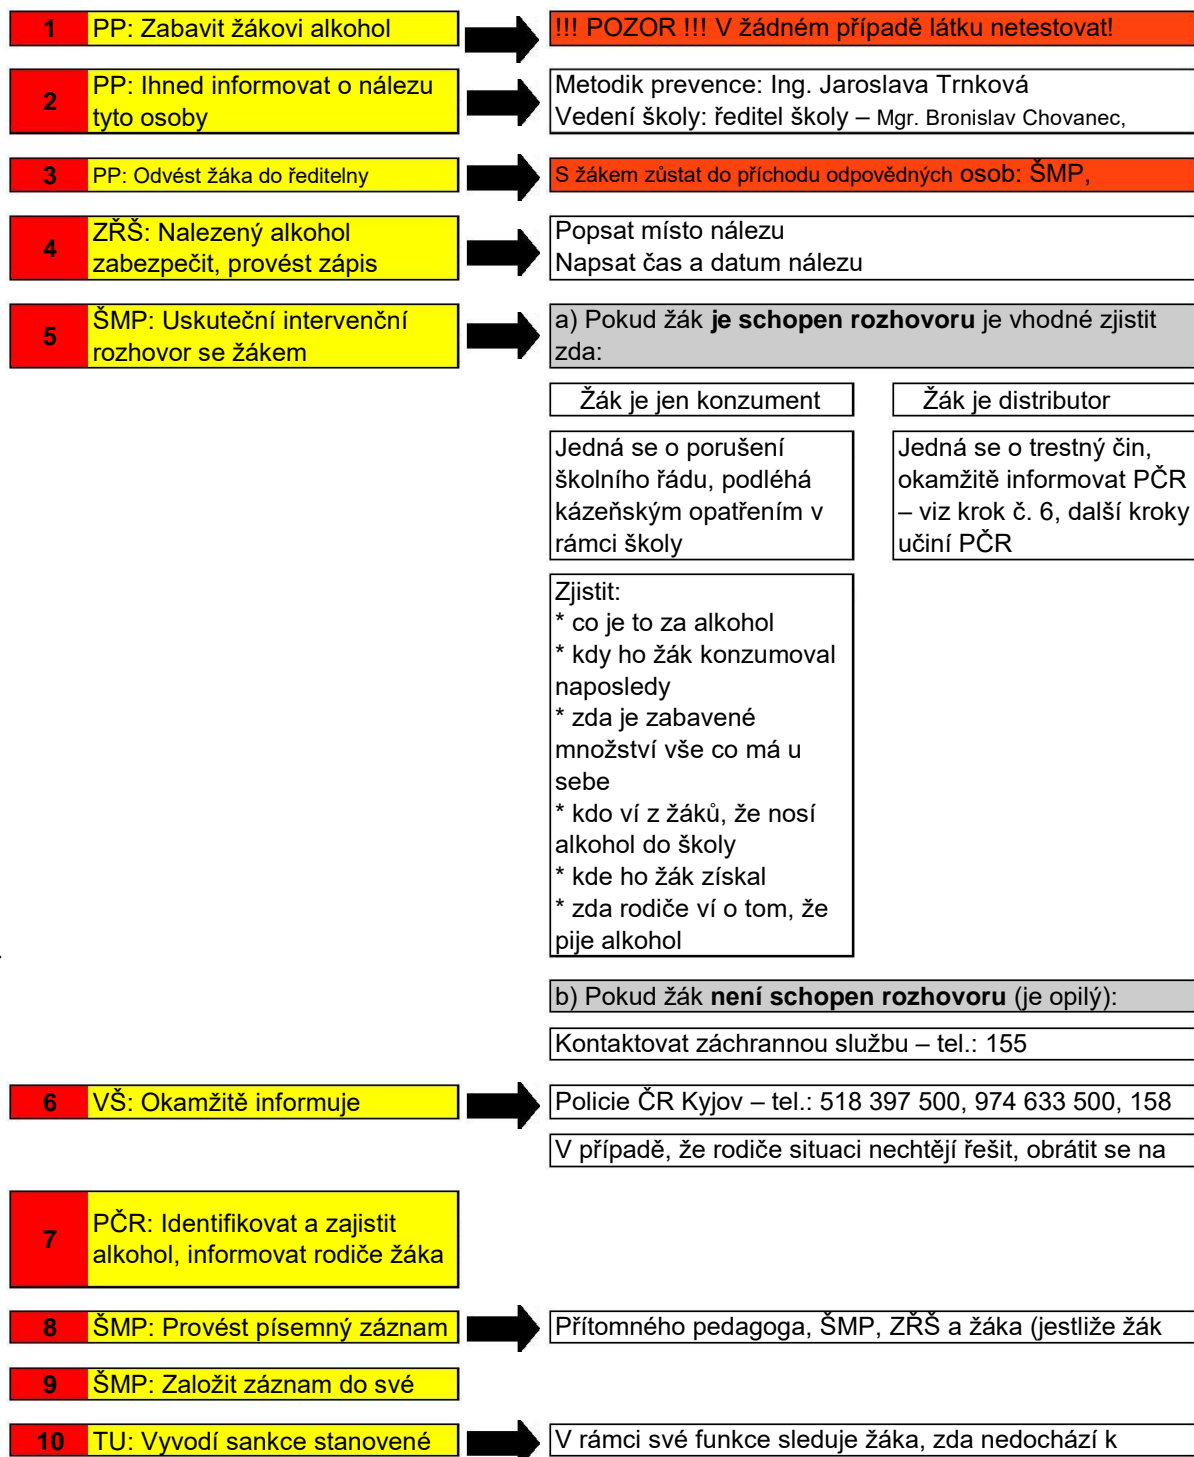 1 PP: Zabavit žákovi alkohol
!!! POZOR !!! V žádném případě látku netestovat!
2 PP: Ihned informovat o nálezu
tyto osoby
Metodik prevence: Ing. Jaroslava Trnková
Vedení školy: ředitel školy – Mgr. Bronislav Chovanec,
3 PP: Odvést žáka do ředitelny
S žákem zůstat do příchodu odpovědných osob: ŠMP,
4 ZŘŠ: Nalezený alkohol
zabezpečit, provést zápis
Popsat místo nálezu
Napsat čas a datum nálezu
5 ŠMP: Uskuteční intervenční
rozhovor se žákem
a) Pokud žák je schopen rozhovoru je vhodné zjistit
zda:
Žák je jen konzument
Žák je distributor
Jedná se o porušení
školního řádu, podléhá
kázeňským opatřením v
rámci školy
Jedná se o trestný čin,
okamžitě informovat PČR
– viz krok č. 6, další kroky
učiní PČR
Zjistit:
* co je to za alkohol
* kdy ho žák konzumoval
naposledy
* zda je zabavené
množství vše co má u
sebe
* kdo ví z žáků, že nosí
alkohol do školy
* kde ho žák získal
* zda rodiče ví o tom, že
pije alkohol
b) Pokud žák není schopen rozhovoru (je opilý):
Kontaktovat záchrannou službu – tel.: 155
6 VŠ: Okamžitě informuje
Policie ČR Kyjov – tel.: 518 397 500, 974 633 500, 158
V případě, že rodiče situaci nechtějí řešit, obrátit se na
7 PČR: Identifikovat a zajistit
alkohol, informovat rodiče žáka
8 ŠMP: Provést písemný záznam
Přítomného pedagoga, ŠMP, ZŘŠ a žáka (jestliže žák
9 ŠMP: Založit záznam do své
10 TU: Vyvodí sankce stanovené
V rámci své funkce sleduje žáka, zda nedochází k